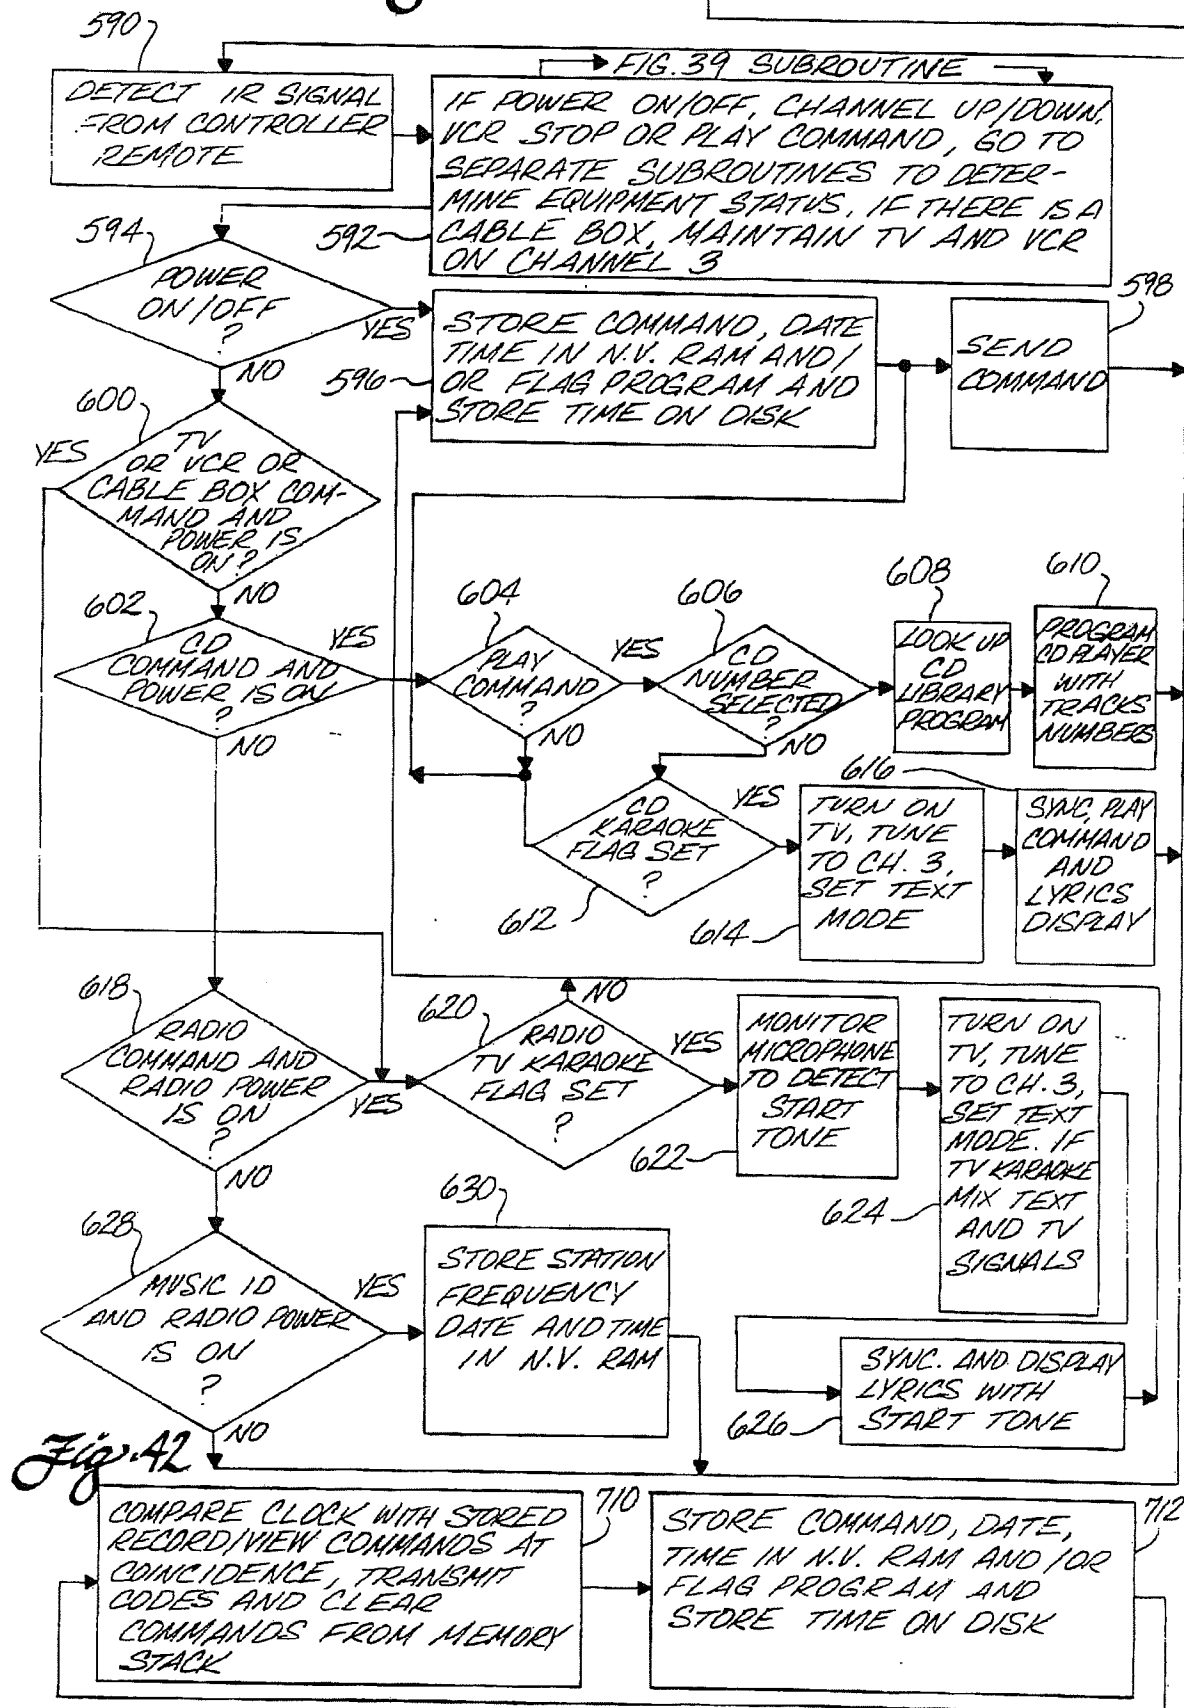 590
DETECT IR SIGNAL
FROM CONTROLLER
REMOTE
FIG. 39 SUBROUTINE
IF POWER ON/OFF, CHANNEL UP/DOWN,
VCR STOP OR PLAY COMMAND, GO TO
SEPARATE SUBROUTINES TO DETER-
MINE EQUIPMENT STATUS. IF THERE IS A
CABLE BOX, MAINTAIN TV AND VCR
ON CHANNEL 3
592
594
POWER
ON/OFF
?
YES
NO
STORE COMMAND, DATE
TIME IN N.V. RAM AND/
OR FLAG PROGRAM AND
STORE TIME ON DISK
596
598
SEND
COMMAND
600
YES
TV
OR VCR OR
CABLE BOX COM-
MAND AND
POWER IS
ON?
NO
602
CD
COMMAND AND
POWER IS ON
?
YES
NO
604
PLAY
COMMAND
?
YES
NO
606
CD
NUMBER
SELECTED
?
NO
608
LOOK UP
CD
LIBRARY
PROGRAM
610
PROGRAM
CD PLAYER
WITH
TRACKS
NUMBERS
CD
KARAOKE
FLAG SET
?
YES
612
TURN ON
TV, TUNE
TO CH. 3,
SET TEXT
MODE
614
616
SYNC, PLAY
COMMAND
AND
LYRICS
DISPLAY
618
RADIO
COMMAND AND
RADIO POWER
IS ON
?
YES
NO
620
RADIO
TV KARAOKE
FLAG SET
?
NO
YES
MONITOR
MICROPHONE
TO DETECT
START
TONE
622
TURN ON
TV, TUNE
TO CH. 3,
SET TEXT
MODE. IF
TV KARAOKE
MIX TEXT
AND TV
SIGNALS
624
SYNC. AND DISPLAY
LYRICS WITH
START TONE
626
628
MUSIC ID
AND RADIO POWER
IS ON
?
YES
NO
630
STORE STATION
FREQUENCY
DATE AND TIME
IN N.V. RAM
Fig. 42
COMPARE CLOCK WITH STORED
RECORD/VIEW COMMANDS AT
COINCIDENCE, TRANSMIT
CODES AND CLEAR
COMMANDS FROM MEMORY
STACK
710
STORE COMMAND, DATE,
TIME IN N.V. RAM AND/OR
FLAG PROGRAM AND
STORE TIME ON DISK
712